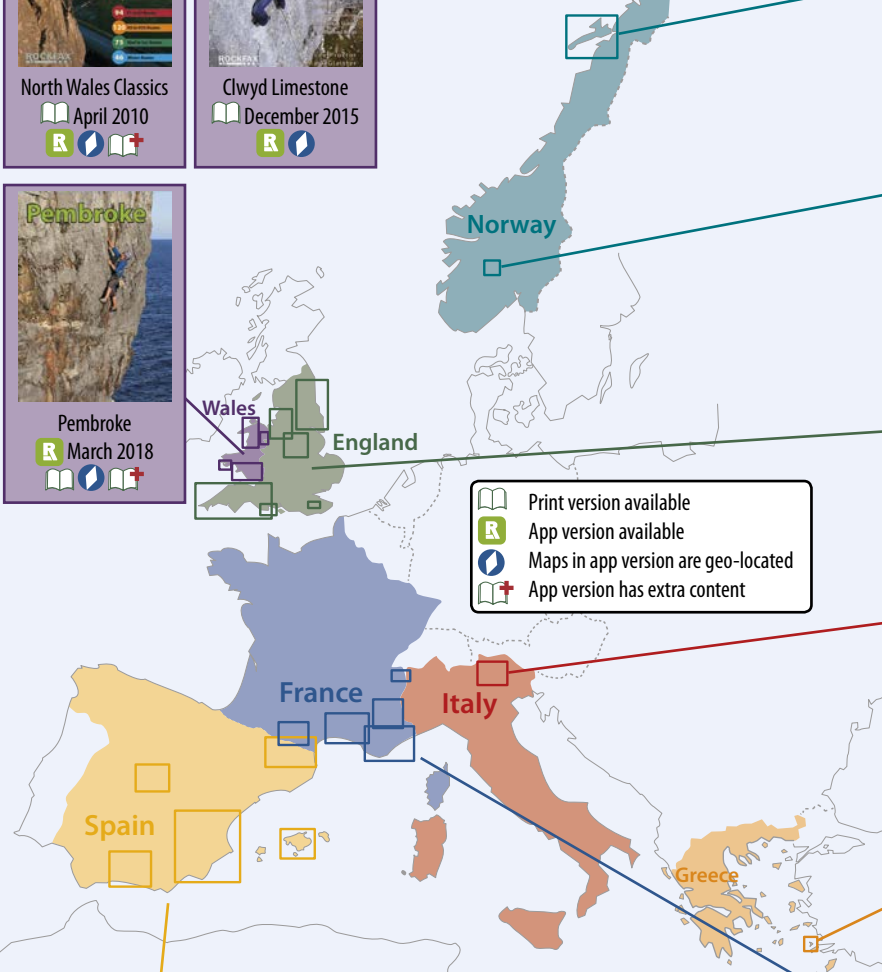 ROCKFAX
North Wales Classics
April 2010
R
ROCKFAX
Clwyd Limestone
December 2015
R
Pembroke
Pembroke
R March 2018
Norway
Wales
England
Print version available
R App version available
Maps in app version are geo-located
App version has extra content
France
Italy
Spain
Greece